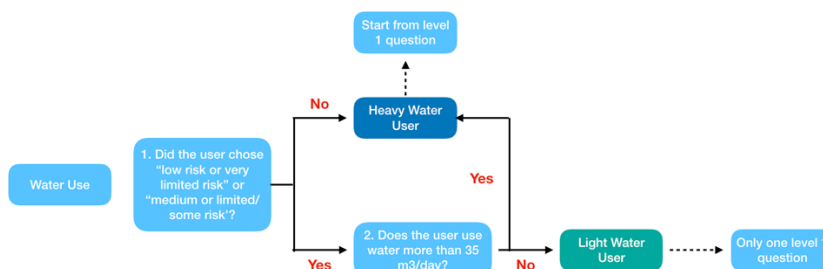 Start from level
1 question
No
Heavy Water
User
1. Did the user chose
“low risk or very
limited risk” or
“medium or limited/
some risk’?
Water Use
Yes
2. Does the user use
water more than 35
m3/day?
Yes
No
Light Water
User
Only one level 1
question